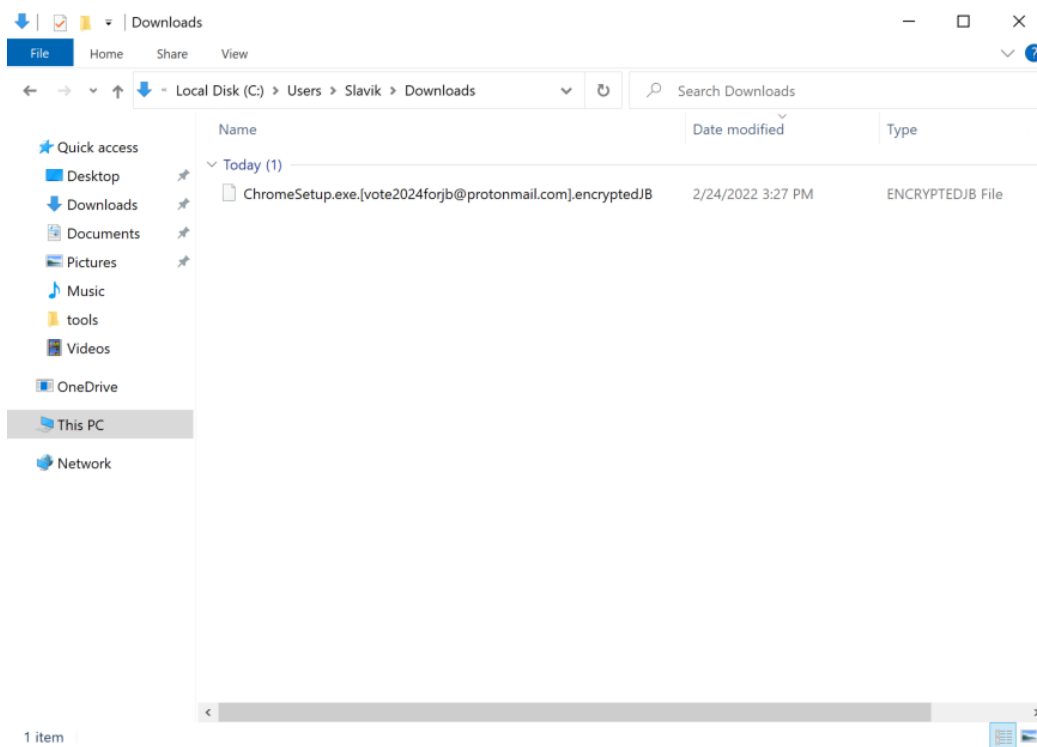 Downloads
File Home Share View
Local Disk (C:) Users Slavik Downloads Search Downloads
Name Date modified Type
Quick access
Today (1)
Desktop
ChromeSetup.exe.[vote2024forjb@protonmail.com].encryptedJB 2/24/2022 3:27 PM ENCRYPTEDJB File
Downloads
Documents
Pictures
Music
tools
Videos
OneDrive
This PC
Network
1 item